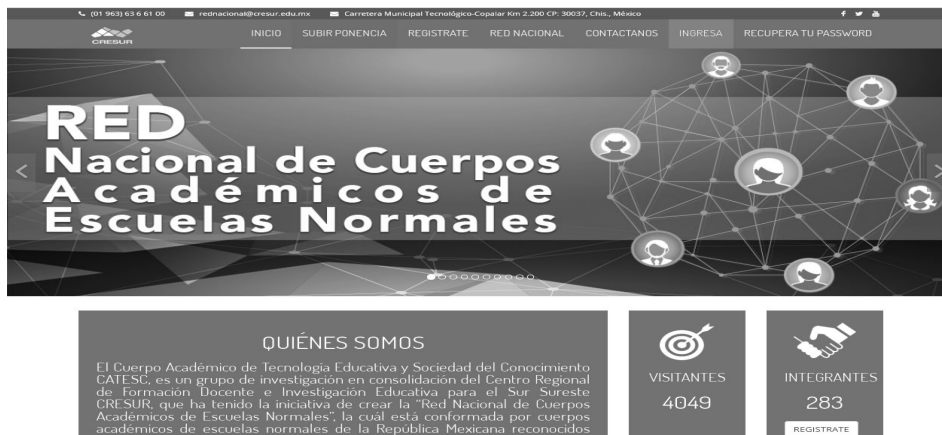 (01 963) 63 6 61 00 rednacional@cresur.edu.mx Carretera Municipal Tecnológico-Copalar Km 2.200 CP: 30037, Chis., México
CRESUR INICIO SUBIR PONENCIA REGISTRATE RED NACIONAL CONTACTANOS INGRESA RECUPERA TU PASSWORD
RED
Nacional de Cuerpos
Académicos de
Escuelas Normales
QUIÉNES SOMOS
El Cuerpo Académico de Tecnología Educativa y Sociedad del Conocimiento
CATESC, es un grupo de investigación en consolidación del Centro Regional
de Formación Docente e Investigación Educativa para el Sur Sureste
CRESUR, que ha tenido la iniciativa de crear la "Red Nacional de Cuerpos
Académicos de Escuelas Normales", la cuál está conformada por cuerpos
académicos de escuelas normales de la República Mexicana reconocidos
VISITANTES
4049
INTEGRANTES
283
REGISTRATE